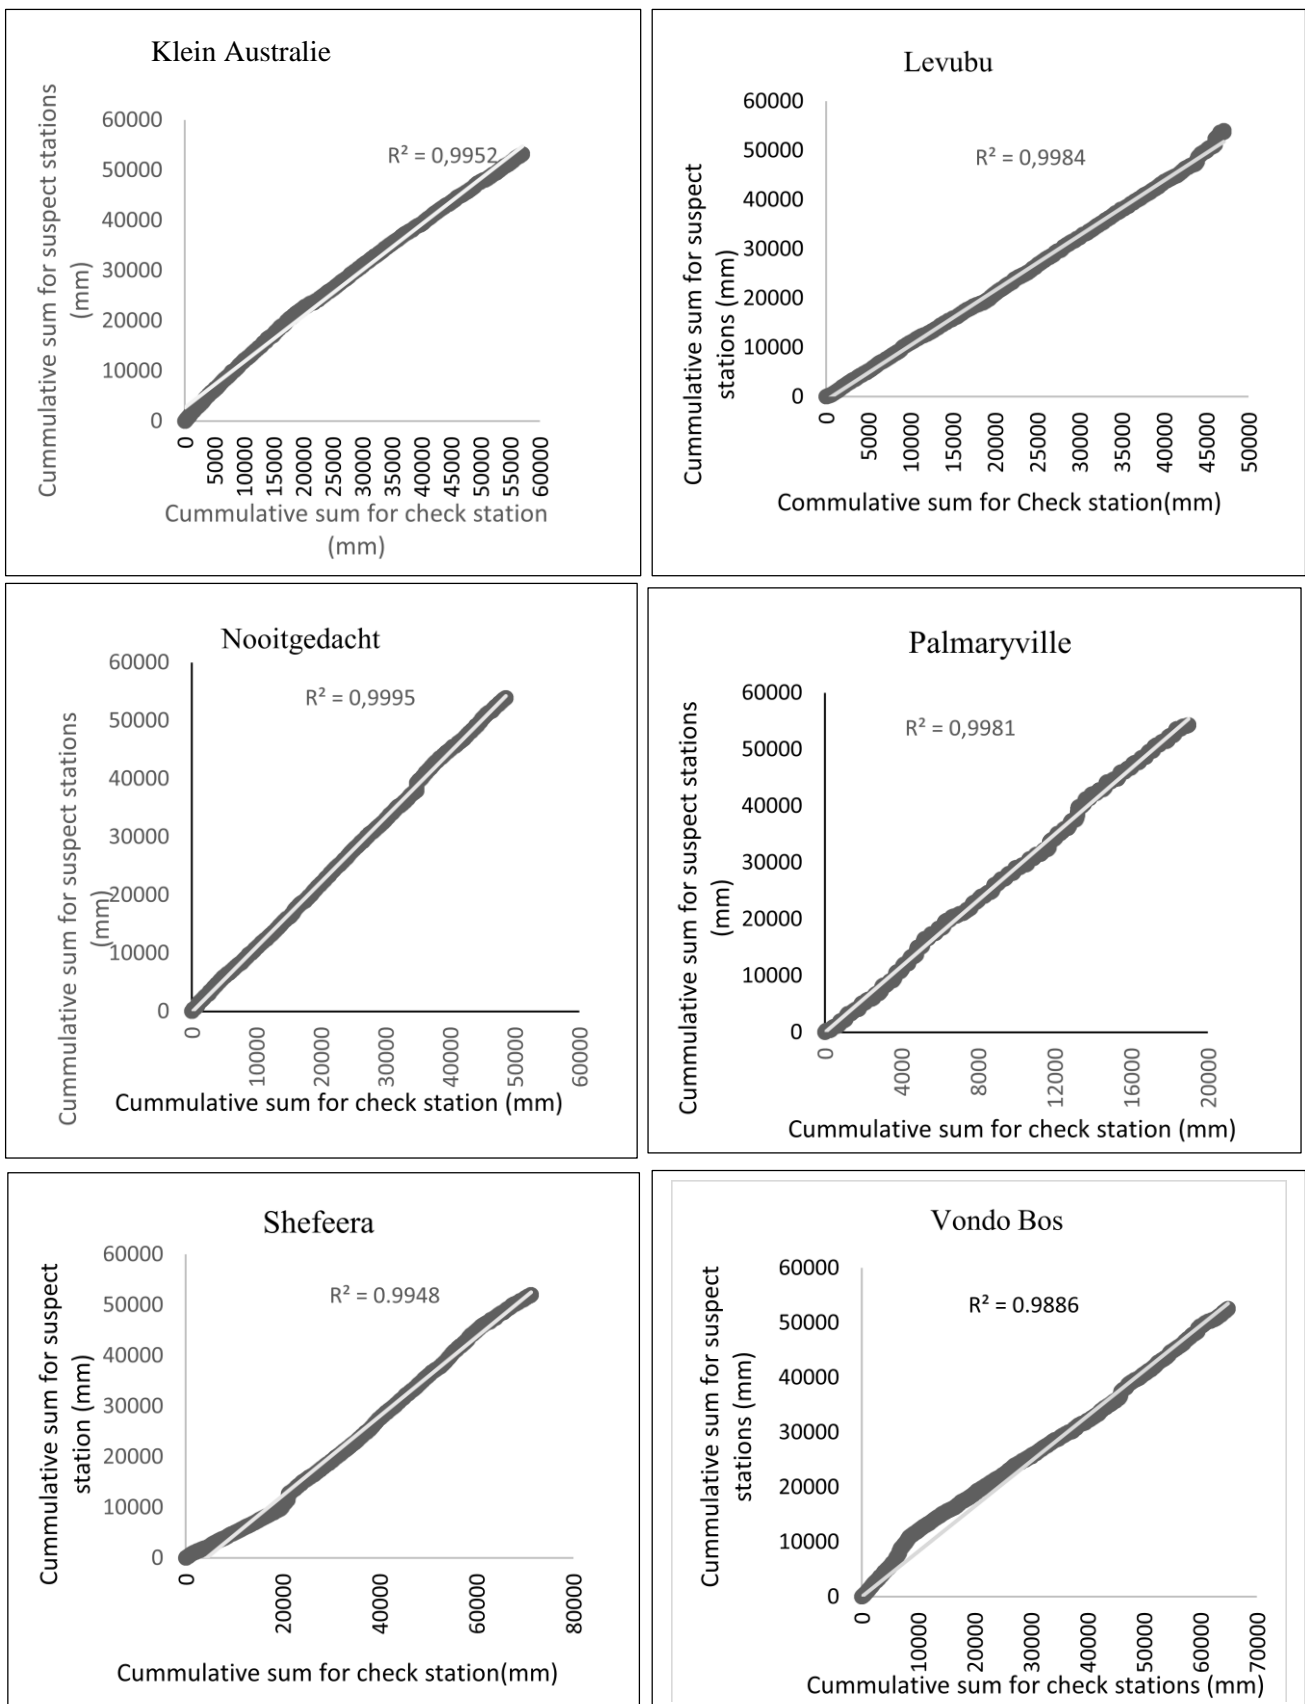 Klein Australie
Cummulative sum for suspect stations
(mm)
60000
50000
40000
30000
20000
10000
0
R² = 0,9952
0
5000
10000
15000
20000
25000
30000
35000
40000
45000
50000
55000
60000
Cummulative sum for check station
(mm)
Levubu
Cummulative sum for suspect
stations (mm)
60000
50000
40000
30000
20000
10000
0
R² = 0,9984
0
5000
10000
15000
20000
25000
30000
35000
40000
45000
50000
Commulative sum for Check station(mm)
Nooitgedacht
Cummulative sum for suspect stations
(mm)
60000
50000
40000
30000
20000
10000
0
R² = 0,9995
0
10000
20000
30000
40000
50000
60000
Cummulative sum for check station (mm)
Palmaryville
Cummulative sum for suspect stations
(mm)
60000
50000
40000
30000
20000
10000
0
R² = 0,9981
0
4000
8000
12000
16000
20000
Cummulative sum for check station (mm)
Shefeera
Cummulative sum for suspect
station (mm)
60000
50000
40000
30000
20000
10000
0
R² = 0.9948
0
20000
40000
60000
80000
Cummulative sum for check station(mm)
Vondo Bos
Cummulative sum for suspect
stations (mm)
60000
50000
40000
30000
20000
10000
0
R² = 0.9886
0
10000
20000
30000
40000
50000
60000
70000
Cummulative sum for check stations (mm)